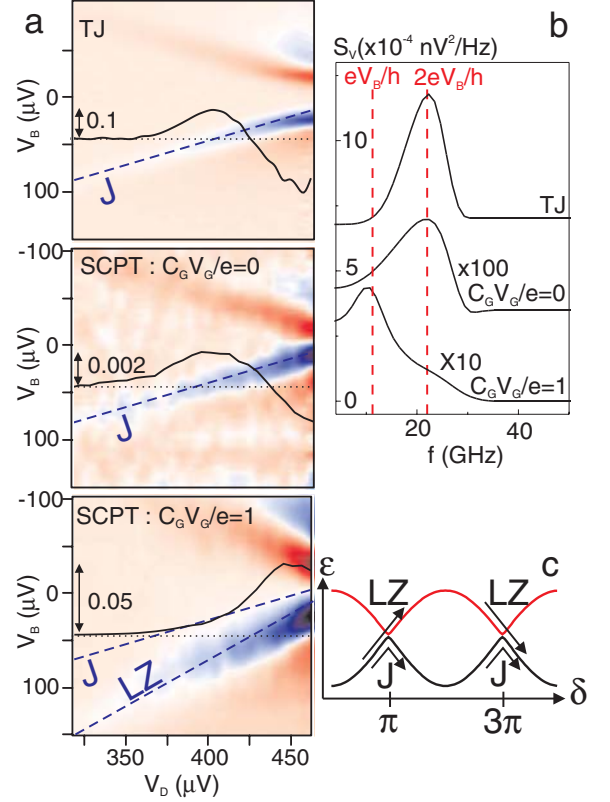 a
TJ
V_B (µV)
0
100
0.1
J
SCPT : C_GV_G/e=0
V_B (µV)
-100
0
100
0.002
J
SCPT : C_GV_G/e=1
V_B (µV)
-100
0
100
0.05
J
LZ
350
400
450
V_D (µV)
b
S_V(x10⁻⁴ nV²/Hz)
eV_B/h
2eV_B/h
10
5
0
TJ
x100
C_GV_G/e=0
X10
C_GV_G/e=1
20
40
f (GHz)
c
ε
LZ
LZ
J
J
π
3π
δ